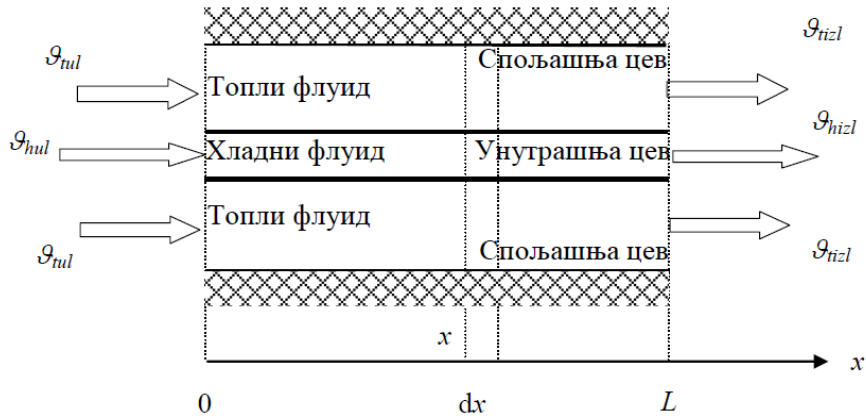 ϑtul
ϑtizl
Спољашња цев
Топли флуид
ϑhul
ϑhizl
Хладни флуид
Унутрашња цев
Топли флуид
ϑtul
ϑtizl
Спољашња цев
x
x
0
dx
L